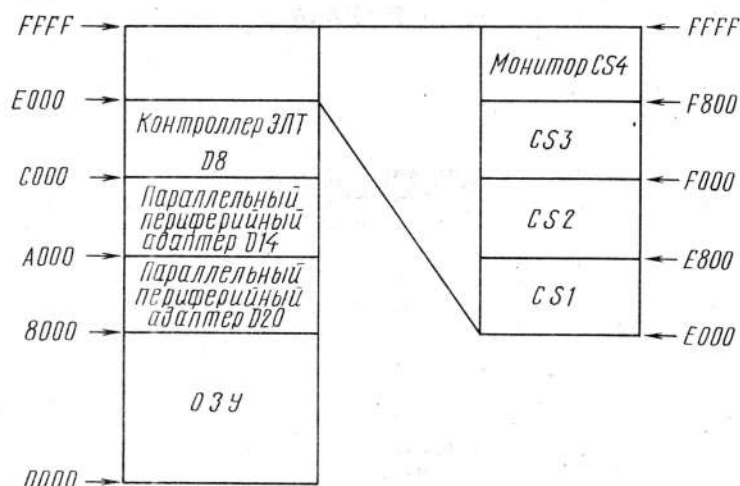 FFFF
E000
Контроллер ЭЛТ
D8
C000
Параллельный
периферийный
адаптер D14
A000
Параллельный
периферийный
адаптер D20
8000
ОЗУ
0000
FFFF
Монитор CS4
F800
CS3
F000
CS2
E800
CS1
E000